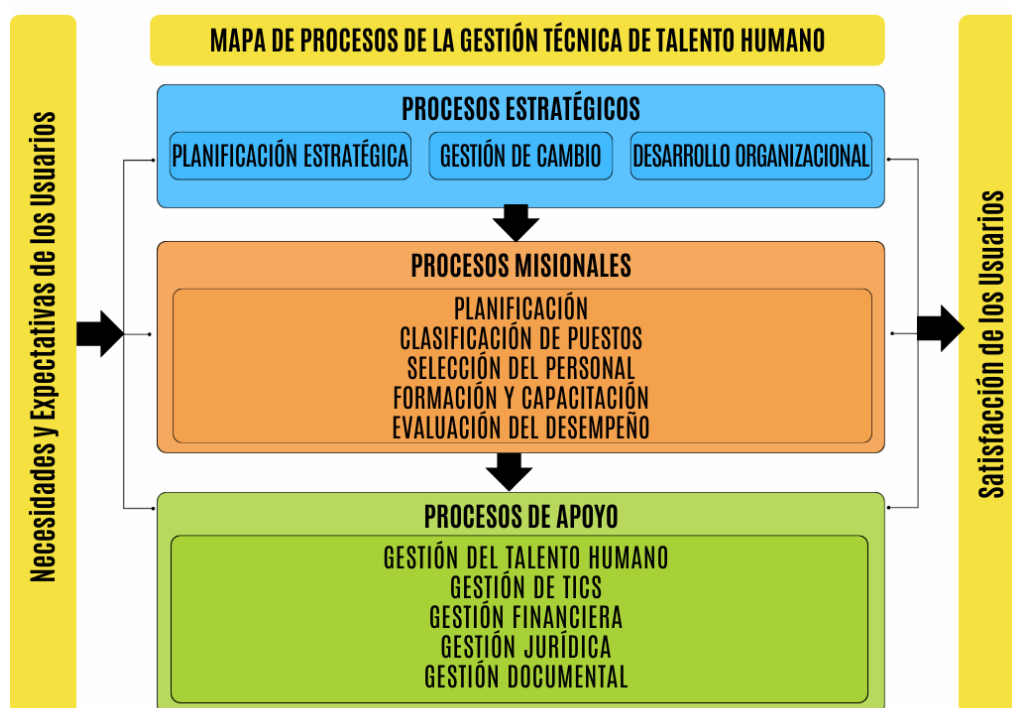 MAPA DE PROCESOS DE LA GESTIÓN TÉCNICA DE TALENTO HUMANO
Necesidades y Expectativas de los Usuarios
PROCESOS ESTRATÉGICOS
PLANIFICACIÓN ESTRATÉGICA
GESTIÓN DE CAMBIO
DESARROLLO ORGANIZACIONAL
PROCESOS MISIONALES
PLANIFICACIÓN
CLASIFICACIÓN DE PUESTOS
SELECCIÓN DEL PERSONAL
FORMACIÓN Y CAPACITACIÓN
EVALUACIÓN DEL DESEMPEÑO
PROCESOS DE APOYO
GESTIÓN DEL TALENTO HUMANO
GESTIÓN DE TICS
GESTIÓN FINANCIERA
GESTIÓN JURÍDICA
GESTIÓN DOCUMENTAL
Satisfacción de los Usuarios